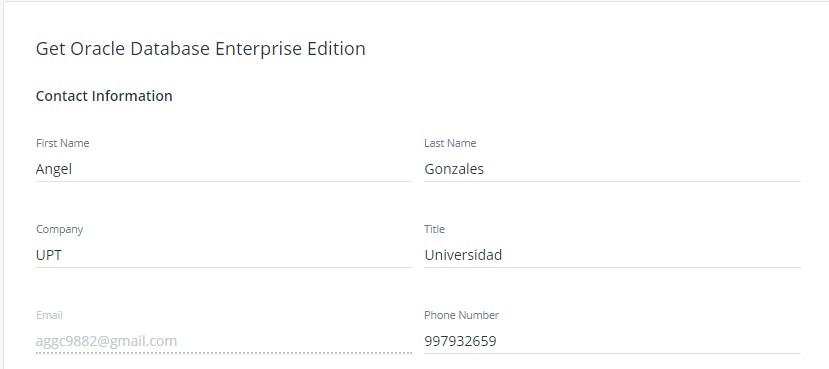 Get Oracle Database Enterprise Edition
Contact Information
First Name
Last Name
Angel
Gonzales
Company
Title
UPT
Universidad
Email
Phone Number
aggc9882@gmail.com
997932659